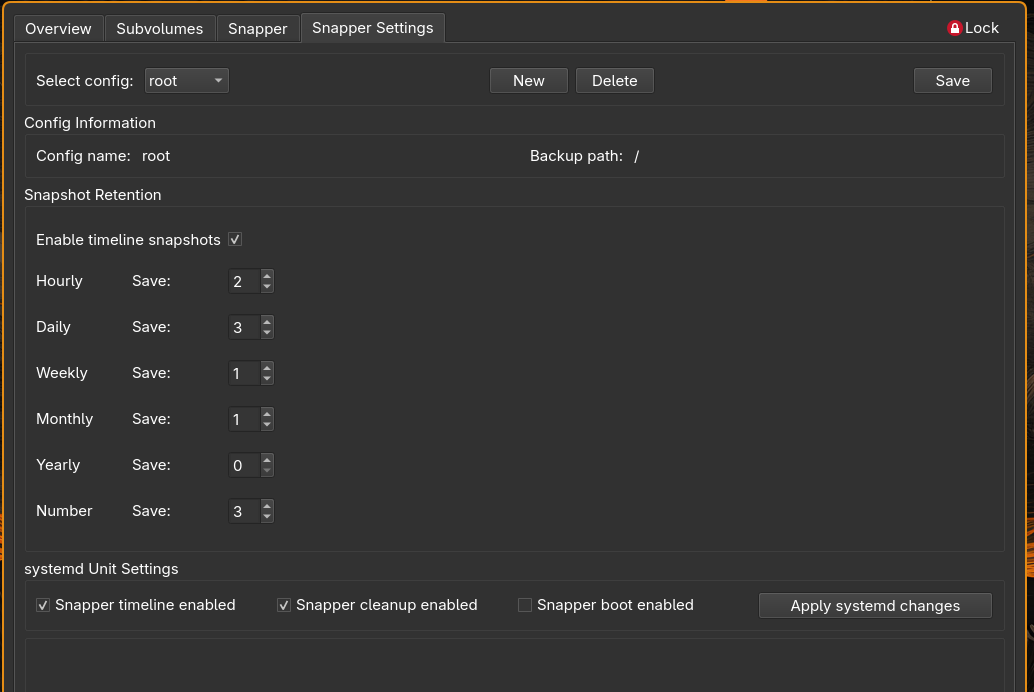 Overview Subvolumes Snapper Snapper Settings Lock
Select config: root New Delete Save
Config Information
Config name: root Backup path: /
Snapshot Retention
Enable timeline snapshots
Hourly Save: 2
Daily Save: 3
Weekly Save: 1
Monthly Save: 1
Yearly Save: 0
Number Save: 3
systemd Unit Settings
Snapper timeline enabled Snapper cleanup enabled Snapper boot enabled Apply systemd changes